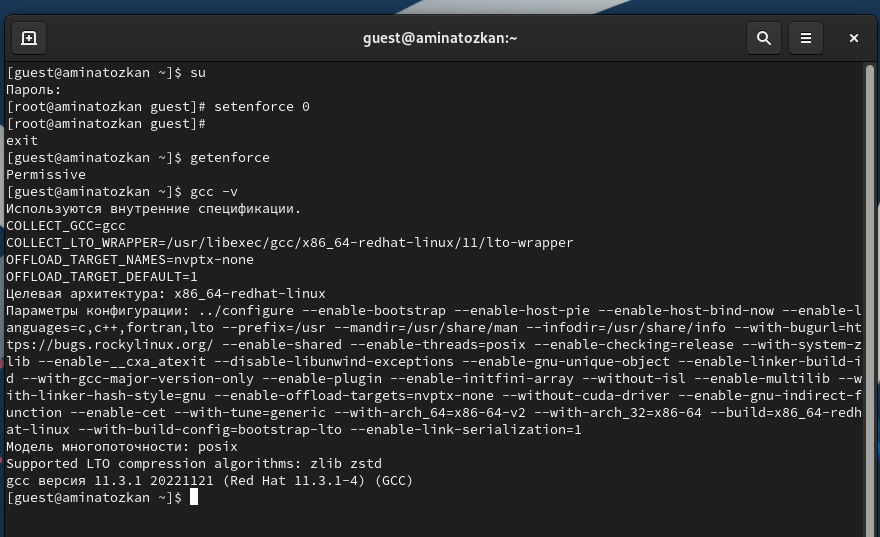 guest@aminatozkan:~
[guest@aminatozkan ~]$ su
Пароль:
[root@aminatozkan guest]# setenforce 0
[root@aminatozkan guest]#
exit
[guest@aminatozkan ~]$ getenforce
Permissive
[guest@aminatozkan ~]$ gcc -v
Используются внутренние спецификации.
COLLECT_GCC=gcc
COLLECT_LTO_WRAPPER=/usr/libexec/gcc/x86_64-redhat-linux/11/lto-wrapper
OFFLOAD_TARGET_NAMES=nvptx-none
OFFLOAD_TARGET_DEFAULT=1
Целевая архитектура: x86_64-redhat-linux
Параметры конфигурации: ../configure --enable-bootstrap --enable-host-pie --enable-host-bind-now --enable-l
anguages=c,c++,fortran,lto --prefix=/usr --mandir=/usr/share/man --infodir=/usr/share/info --with-bugurl=ht
tps://bugs.rockylinux.org/ --enable-shared --enable-threads=posix --enable-checking=release --with-system-z
lib --enable-__cxa_atexit --disable-libunwind-exceptions --enable-gnu-unique-object --enable-linker-build-i
d --with-gcc-major-version-only --enable-plugin --enable-initfini-array --without-isl --enable-multilib --w
ith-linker-hash-style=gnu --enable-offload-targets=nvptx-none --without-cuda-driver --enable-gnu-indirect-f
unction --enable-cet --with-tune=generic --with-arch_64=x86-64-v2 --with-arch_32=x86-64 --build=x86_64-redh
at-linux --with-build-config=bootstrap-lto --enable-link-serialization=1
Модель многопоточности: posix
Supported LTO compression algorithms: zlib zstd
gcc версия 11.3.1 20221121 (Red Hat 11.3.1-4) (GCC)
[guest@aminatozkan ~]$